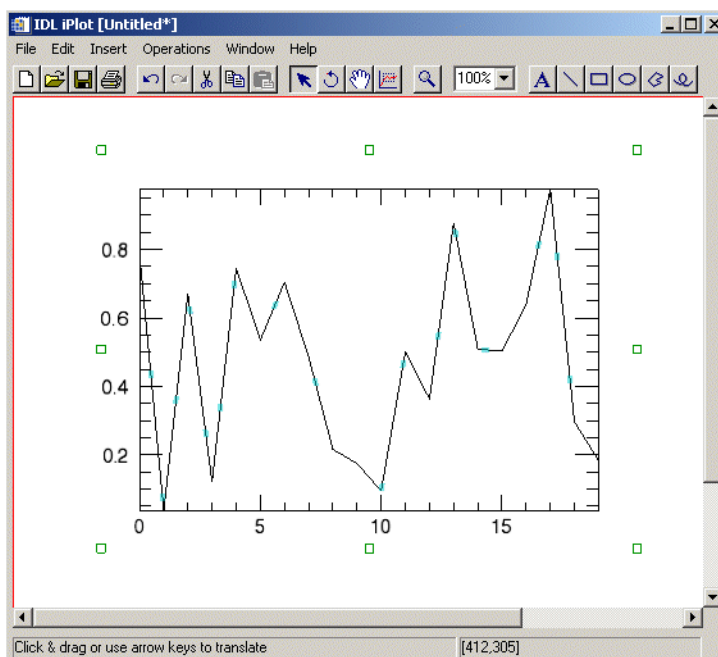 IDL iPlot [Untitled*]
File Edit Insert Operations Window Help
100% A
0.8
0.6
0.4
0.2
0 5 10 15
Click & drag or use arrow keys to translate [412,305]